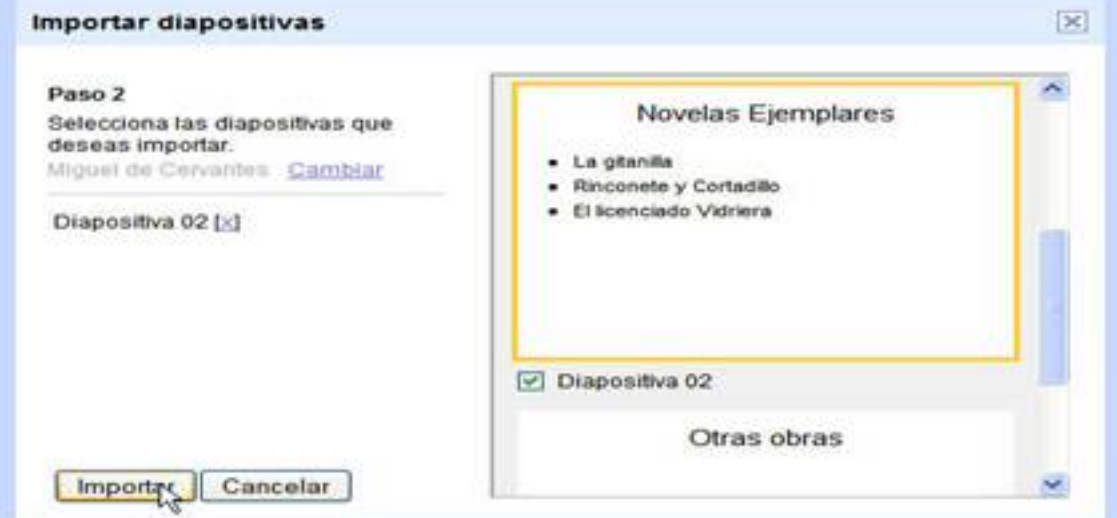 Importar diapositivas
Paso 2
Selecciona las diapositivas que
deseas importar.
Miguel de Cervantes Cambiar
Diapositiva 02 [x]
Importar Cancelar
Novelas Ejemplares
• La gitanilla
• Rinconete y Cortadillo
• El licenciado Vidriera
Diapositiva 02
Otras obras